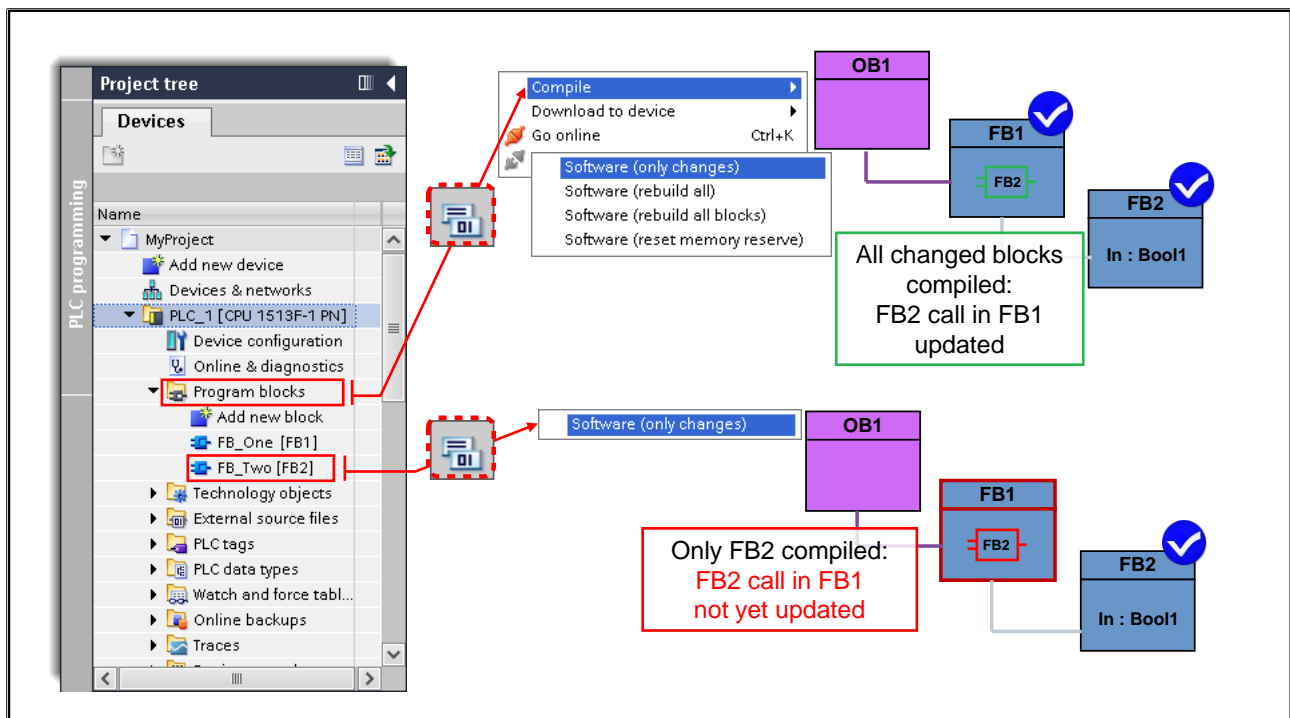 Project tree
Devices
PLC programming
Name
MyProject
Add new device
Devices & networks
PLC_1 [CPU 1513F-1 PN]
Device configuration
Online & diagnostics
Program blocks
Add new block
FB_One [FB1]
FB_Two [FB2]
Technology objects
External source files
PLC tags
PLC data types
Watch and force tabl...
Online backups
Traces
Compile
Download to device
Go online Ctrl+K
Software (only changes)
Software (rebuild all)
Software (rebuild all blocks)
Software (reset memory reserve)
OB1
FB1
FB2
FB2
In : Bool1
All changed blocks
compiled:
FB2 call in FB1
updated
Software (only changes)
OB1
FB1
FB2
FB2
In : Bool1
Only FB2 compiled:
FB2 call in FB1
not yet updated